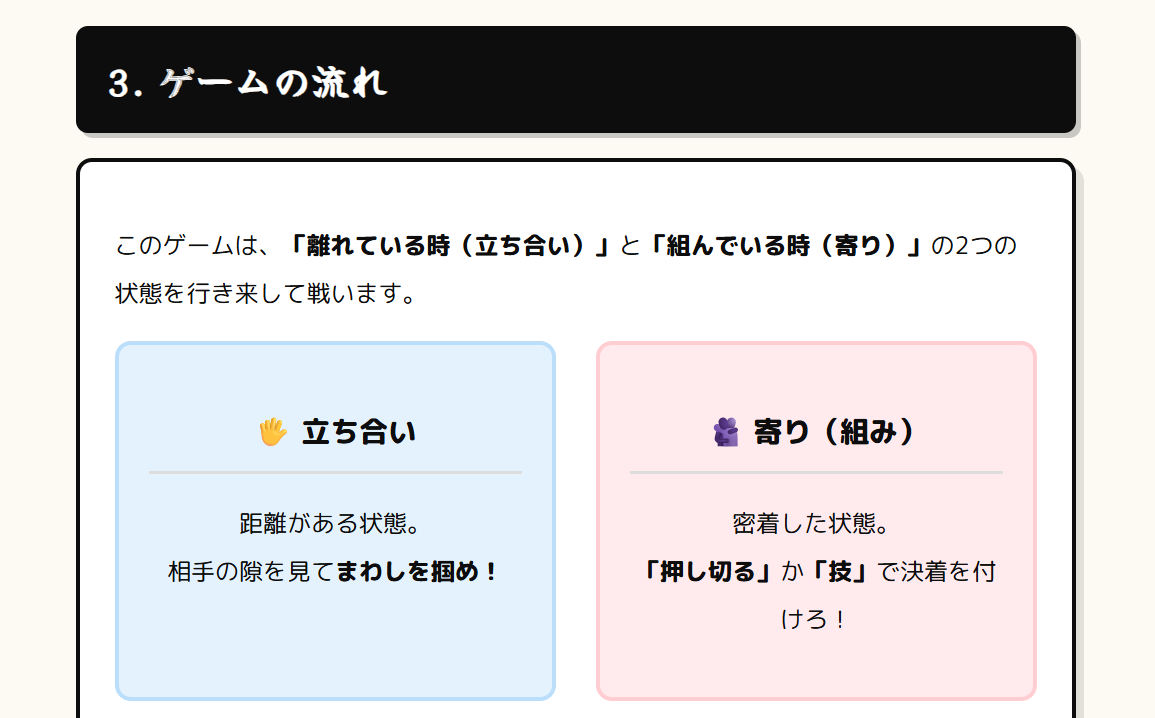 3. ゲームの流れ
このゲームは、「離れている時（立ち合い）」と「組んでいる時（寄り）」の2つの
状態を行き来して戦います。
🖐 立ち合い
距離がある状態。
相手の隙を見てまわしを掴め！
🫂 寄り（組み）
密着した状態。
「押し切る」か「技」で決着を付
けろ！